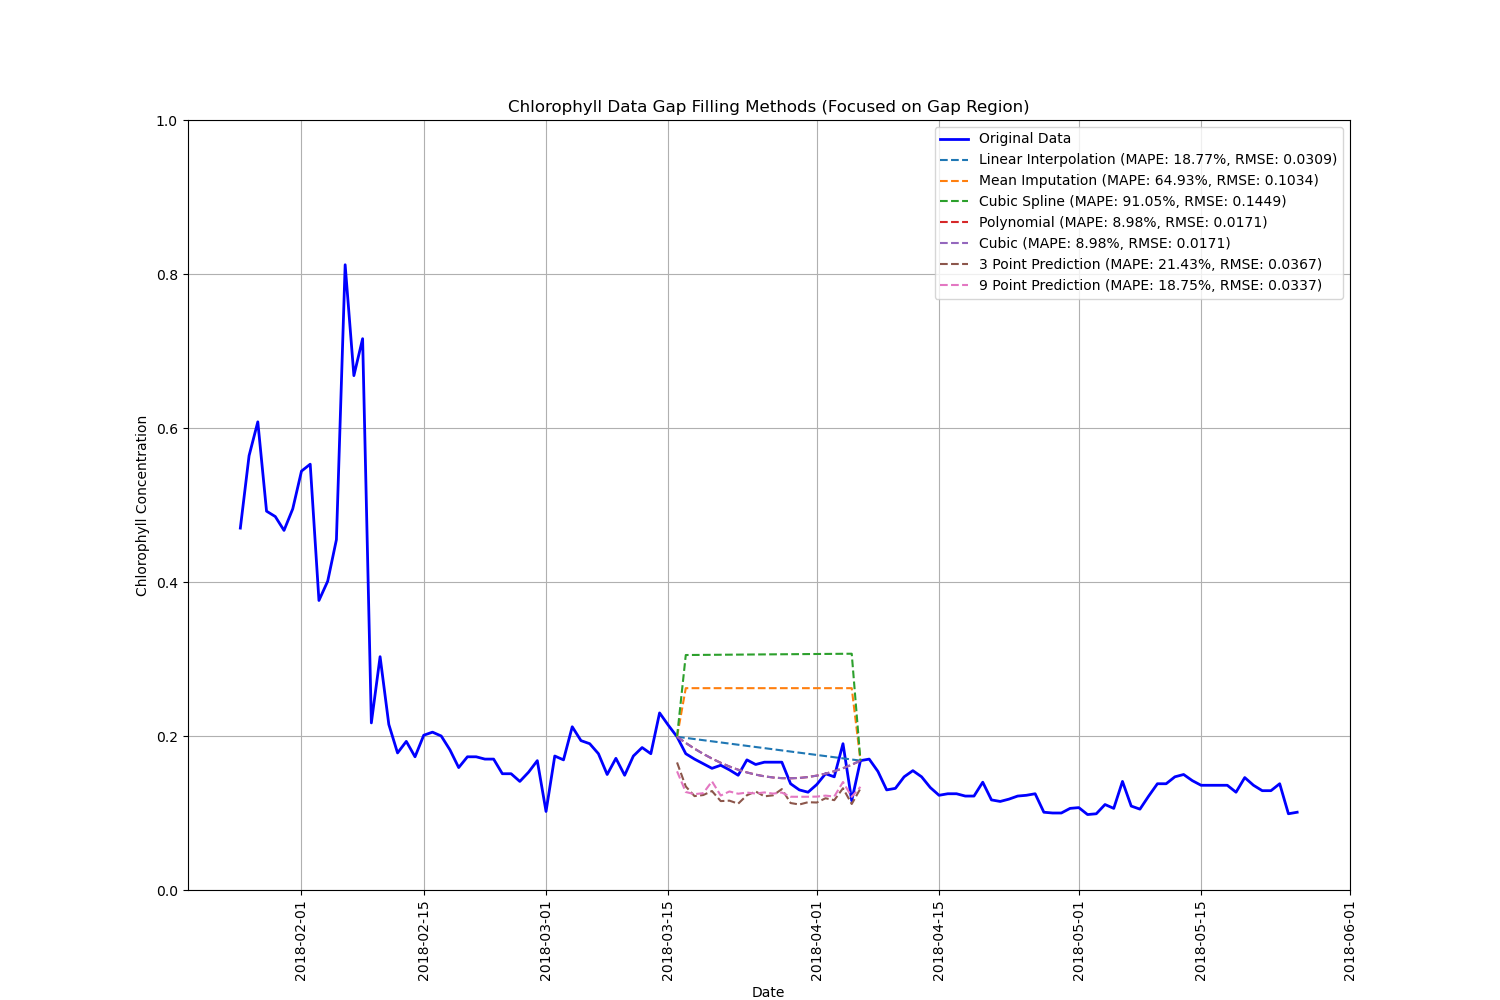 Chlorophyll Data Gap Filling Methods (Focused on Gap Region)
1.0
0.8
0.6
0.4
0.2
0.0
Chlorophyll Concentration
Original Data
Linear Interpolation (MAPE: 18.77%, RMSE: 0.0309)
Mean Imputation (MAPE: 64.93%, RMSE: 0.1034)
Cubic Spline (MAPE: 91.05%, RMSE: 0.1449)
Polynomial (MAPE: 8.98%, RMSE: 0.0171)
Cubic (MAPE: 8.98%, RMSE: 0.0171)
3 Point Prediction (MAPE: 21.43%, RMSE: 0.0367)
9 Point Prediction (MAPE: 18.75%, RMSE: 0.0337)
2018-02-01
2018-02-15
2018-03-01
2018-03-15
2018-04-01
2018-04-15
2018-05-01
2018-05-15
2018-06-01
Date